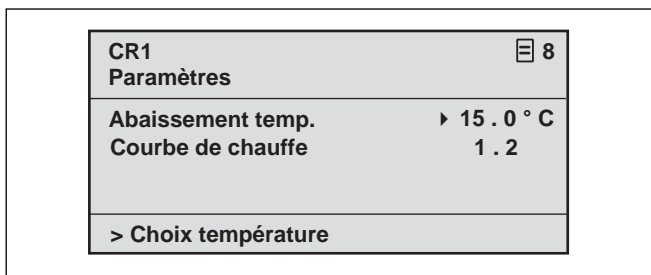 CR1 8
Paramètres
Abaissement temp. 15.0°C
Courbe de chauffe 1.2
> Choix température